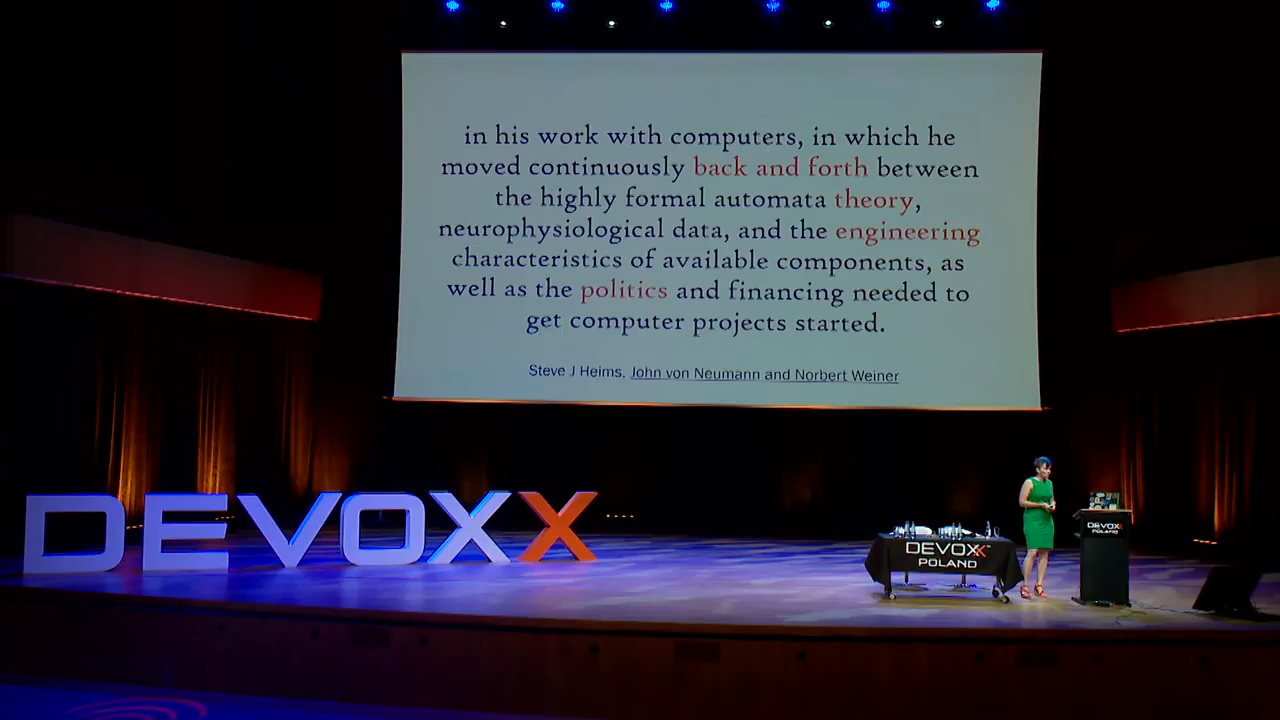 in his work with computers, in which he
moved continuously back and forth between
the highly formal automata theory,
neurophysiological data, and the engineering
characteristics of available components, as
well as the politics and financing needed to
get computer projects started.
Steve J Heims, John von Neumann and Norbert Weiner
DEVOXX
DEVOXX
POLAND
DEVOXX
POLAND